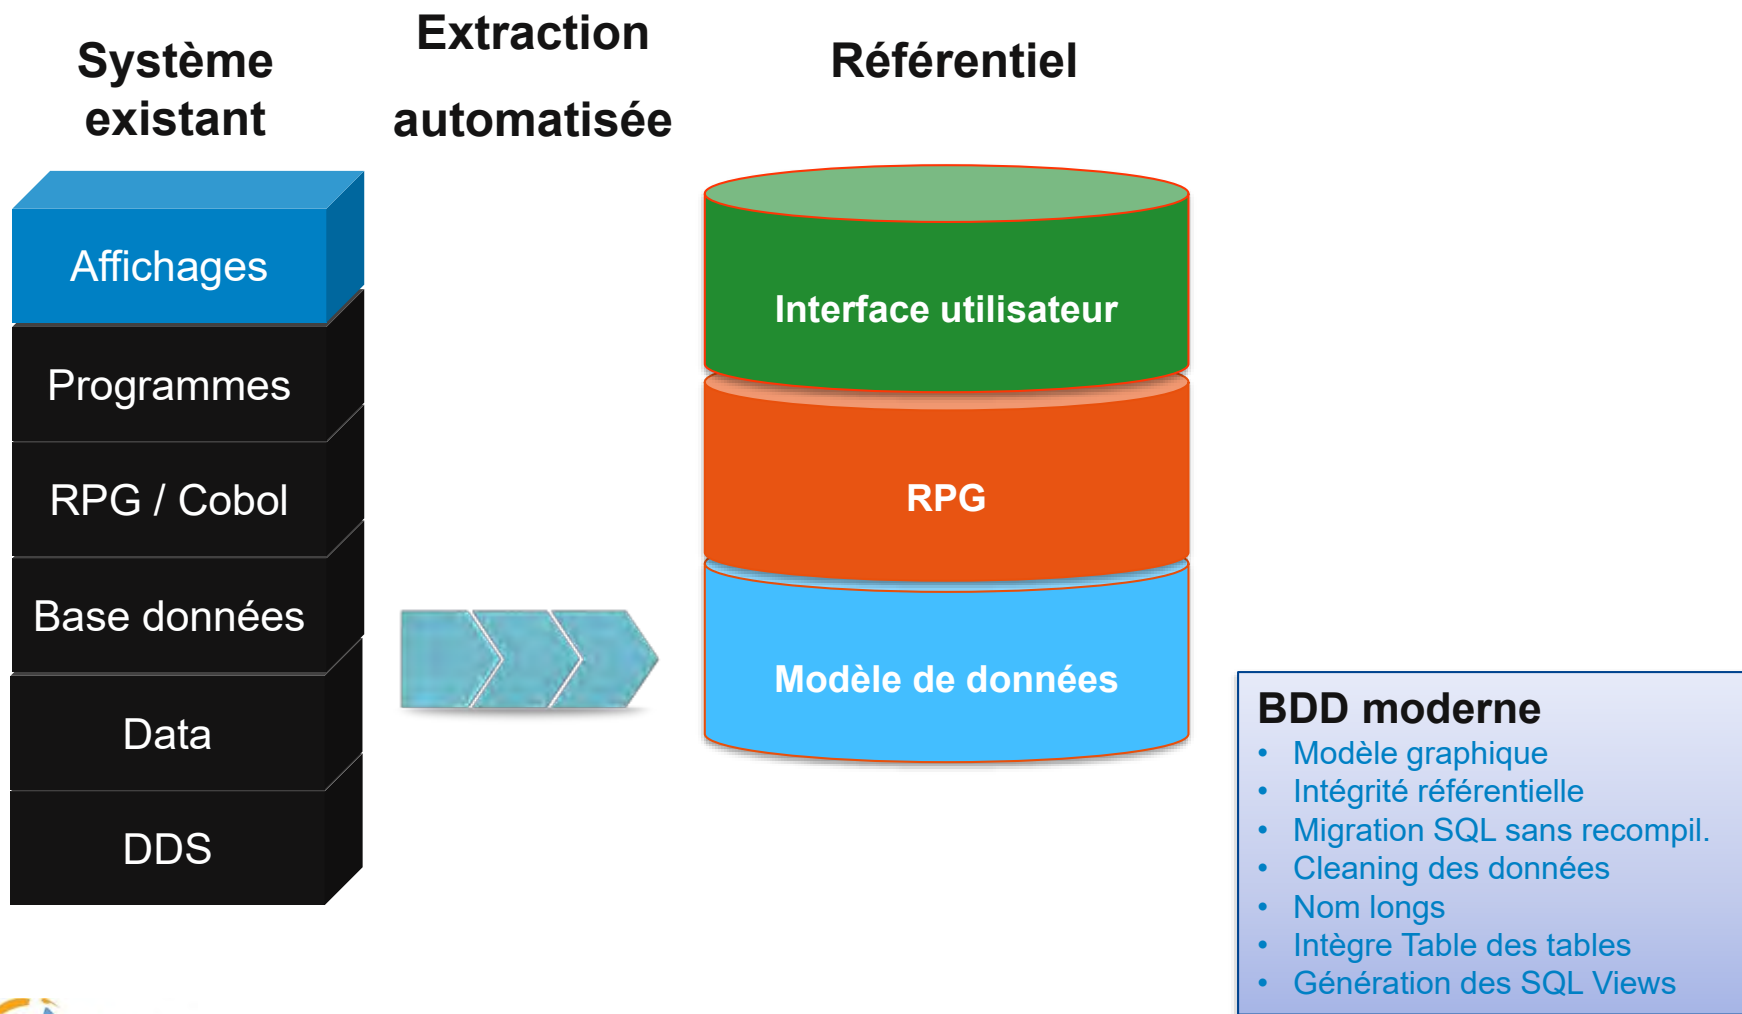 Système
existant
Extraction
automatisée
Référentiel
Affichages
Programmes
RPG / Cobol
Base données
Data
DDS
Interface utilisateur
RPG
Modèle de données
BDD moderne
• Modèle graphique
• Intégrité référentielle
• Migration SQL sans recompil.
• Cleaning des données
• Nom longs
• Intègre Table des tables
• Génération des SQL Views